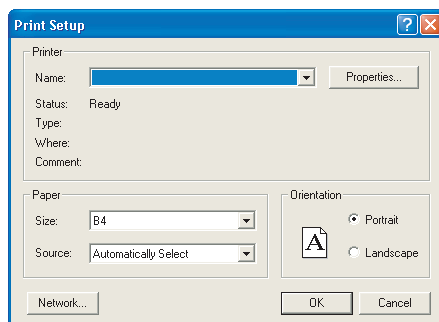 Print Setup
Printer
Name: Properties...
Status: Ready
Type:
Where:
Comment:
Paper
Size: B4
Source: Automatically Select
Orientation
A
Portrait
Landscape
Network... OK Cancel